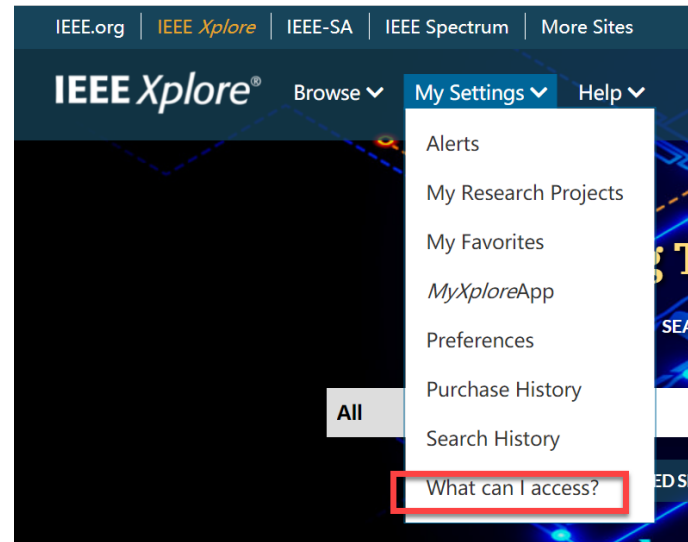 IEEE.org | IEEE Xplore | IEEE-SA | IEEE Spectrum | More Sites
IEEE Xplore® Browse My Settings Help
Alerts
My Research Projects
My Favorites
MyXploreApp
Preferences
Purchase History
All
Search History
What can I access?